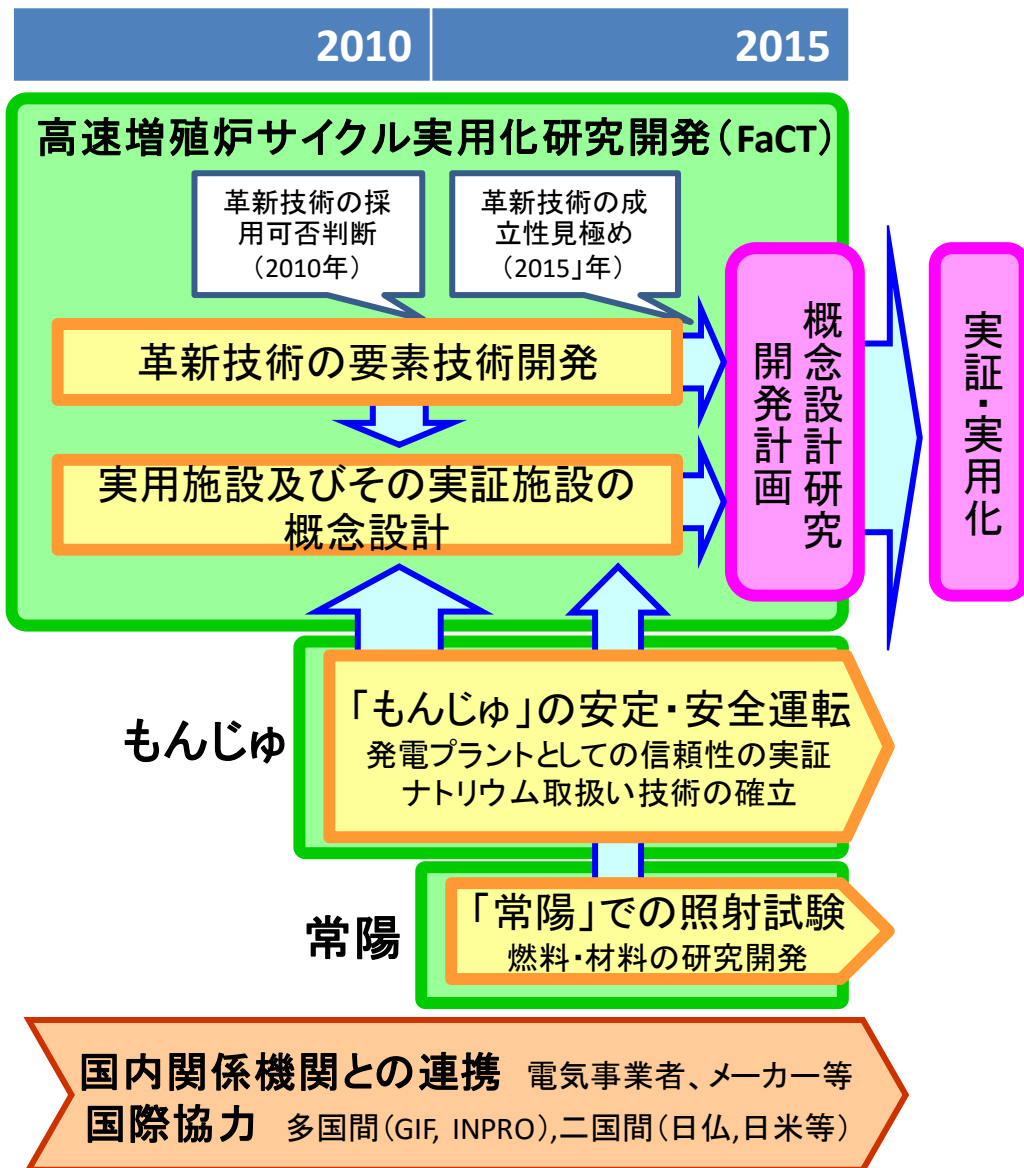 2010
2015
高速増殖炉サイクル実用化研究開発(FaCT)
革新技術の採
用可否判断
(2010年)
革新技術の成
立性見極め
(2015」年)
革新技術の要素技術開発
実用施設及びその実証施設の
概念設計
概念設計研究
開発計画
実証・実用化
もんじゅ
「もんじゅ」の安定・安全運転
発電プラントとしての信頼性の実証
ナトリウム取扱い技術の確立
常陽
「常陽」での照射試験
燃料・材料の研究開発
国内関係機関との連携 電気事業者、メーカー等
国際協力 多国間(GIF, INPRO),二国間(日仏,日米等)